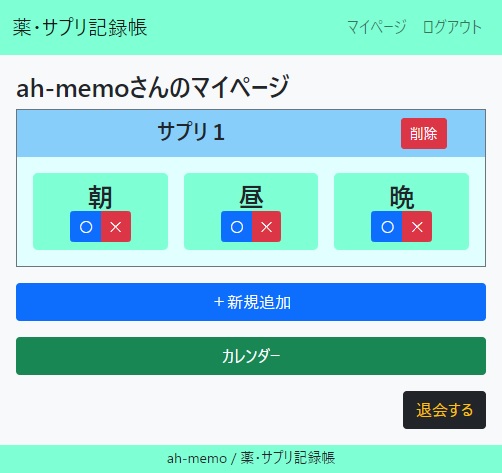 薬・サプリ記録帳 マイページ ログアウト
ah-memoさんのマイページ
サプリ１ 削除
朝 昼 晩
○ × ○ × ○ ×
＋新規追加
カレンダー
退会する
ah-memo / 薬・サプリ記録帳